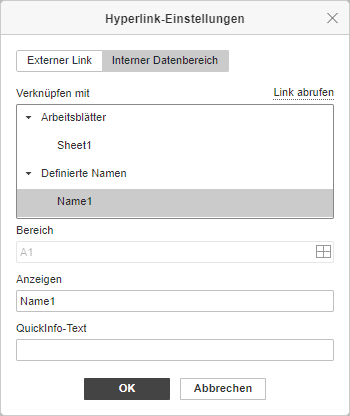 Hyperlink-Einstellungen
Externer Link Interner Datenbereich
Verknüpfen mit Link abrufen
Arbeitsblätter
Sheet1
Definierte Namen
Name1
Bereich
A1
Anzeigen
Name1
QuickInfo-Text
OK Abbrechen